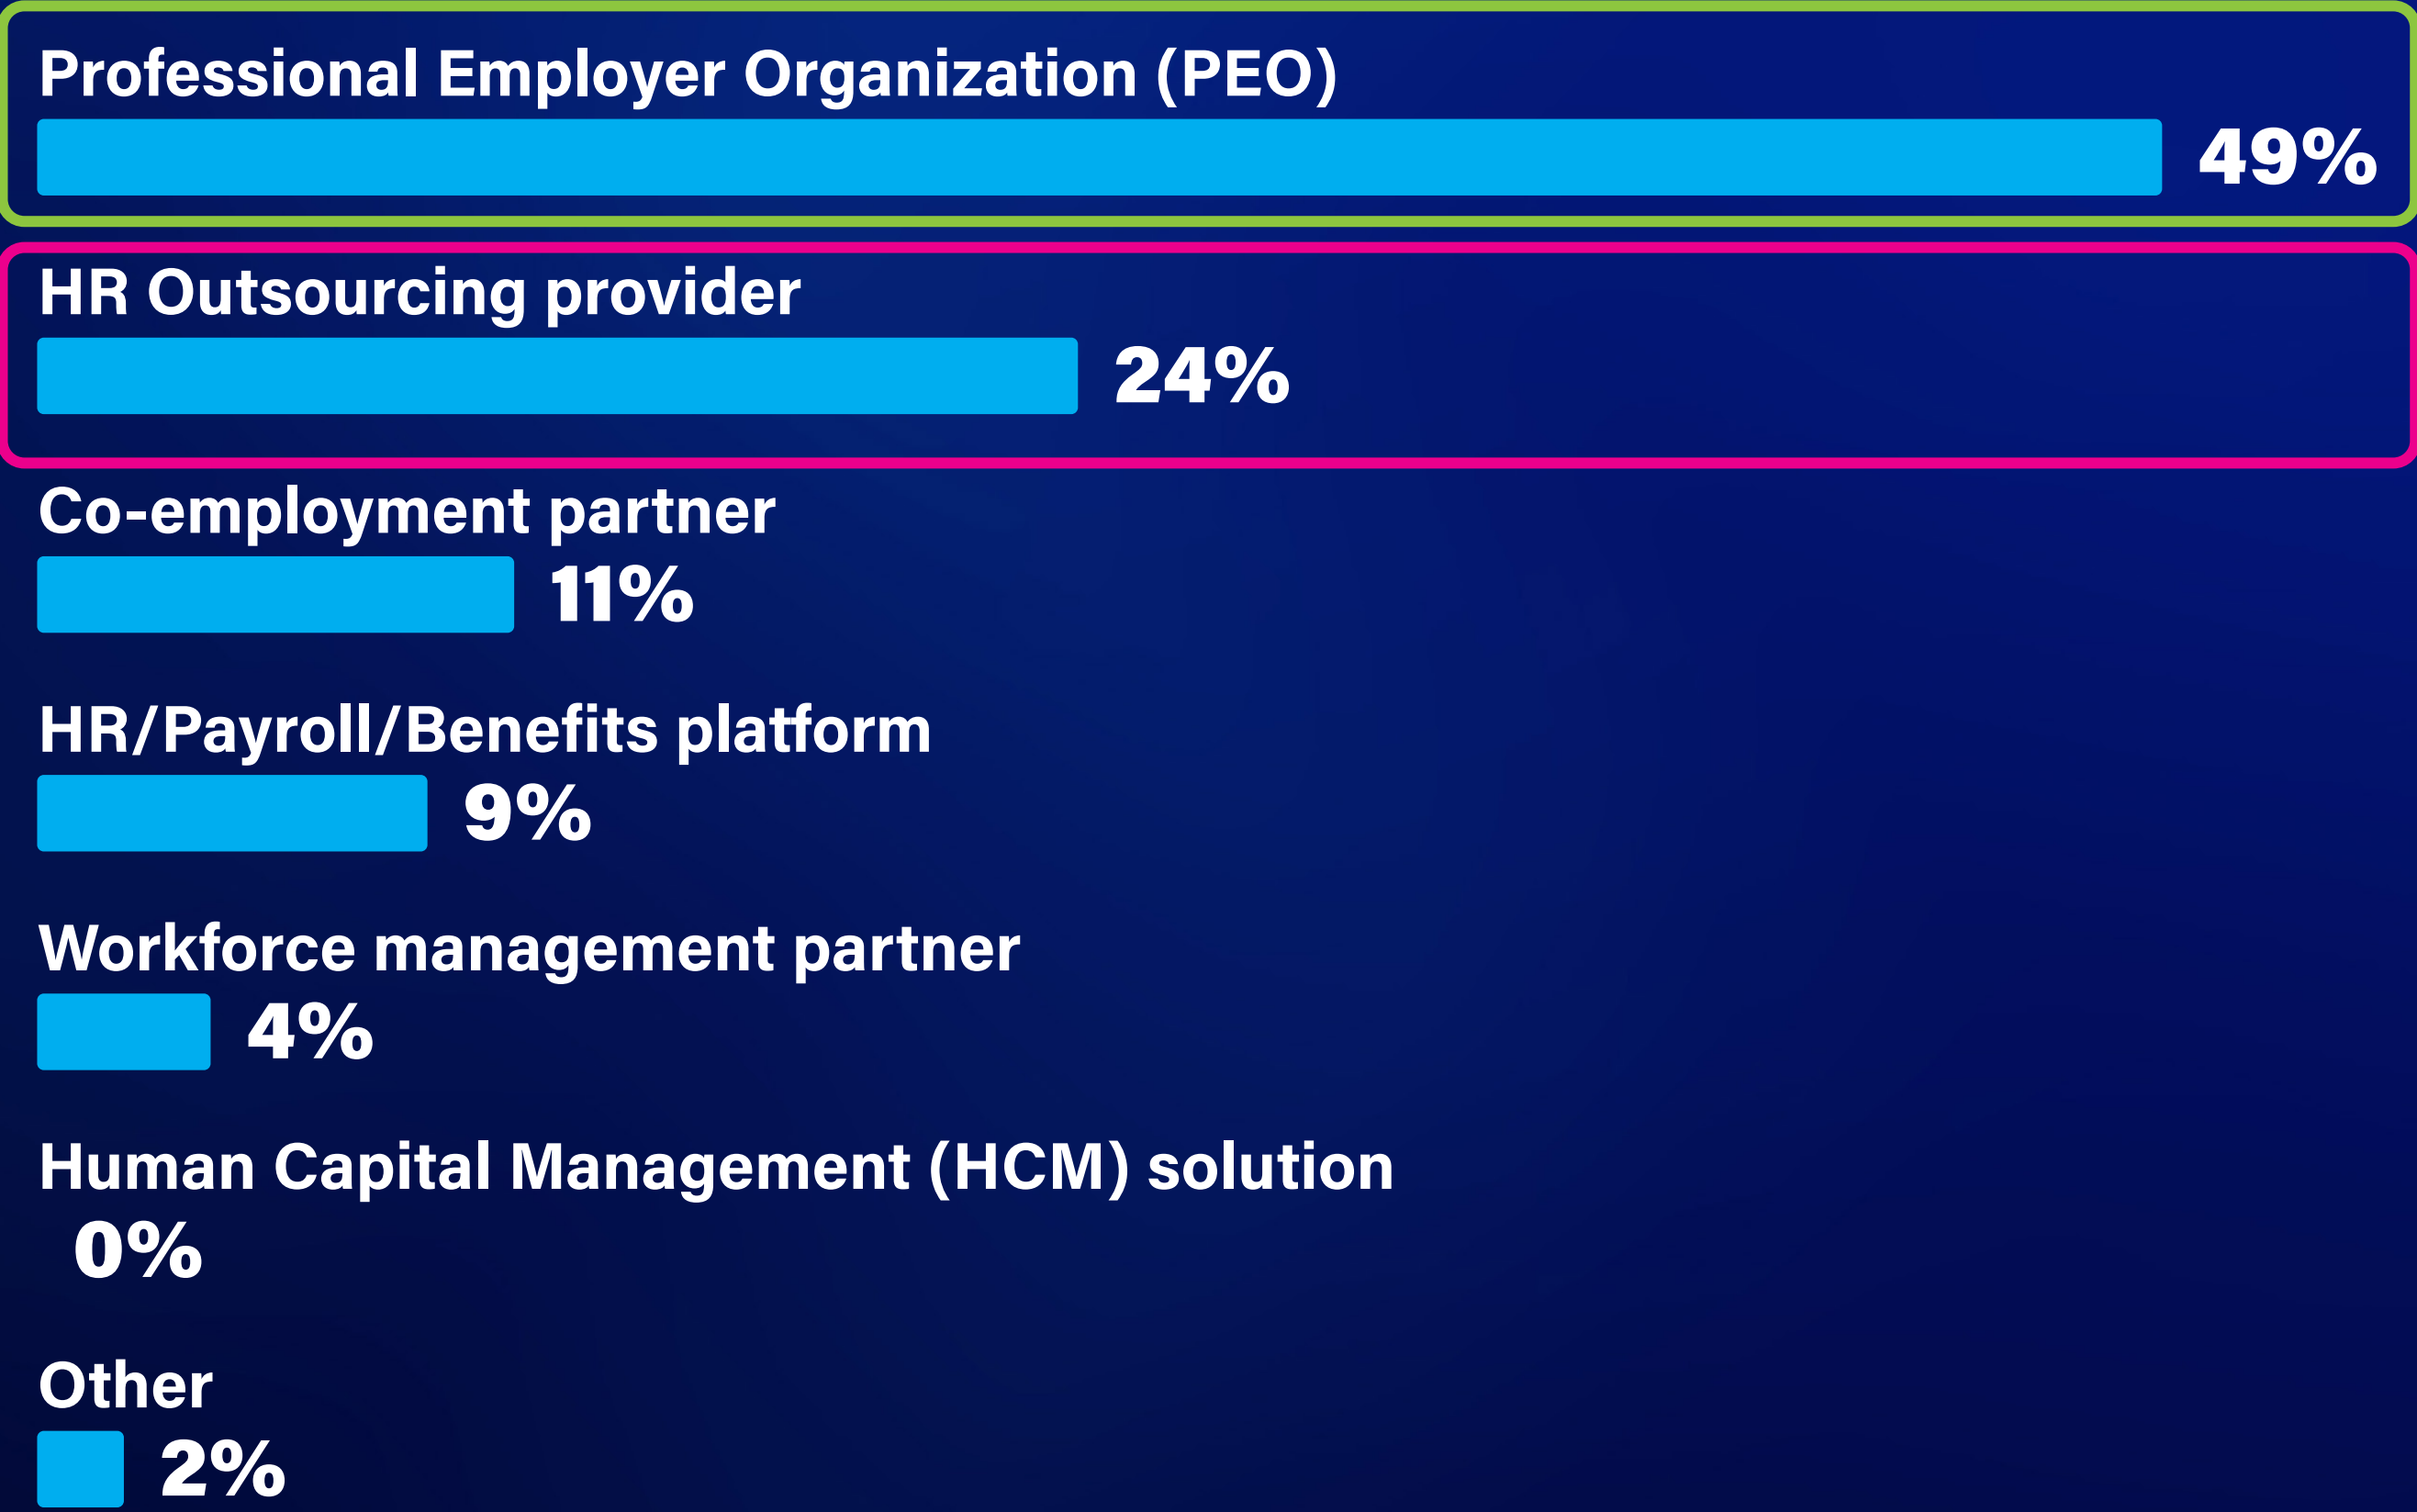 Professional Employer Organization (PEO)
49%
HR Outsourcing provider
24%
Co-employment partner
11%
HR/Payroll/Benefits platform
9%
Workforce management partner
4%
Human Capital Management (HCM) solution
0%
Other
2%